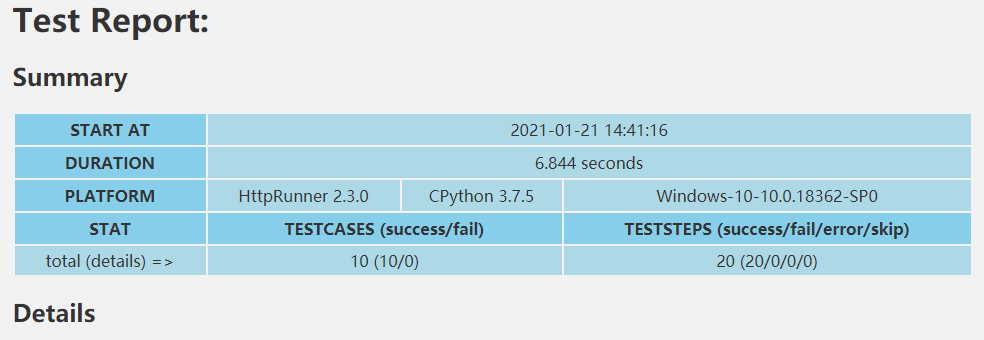 Test Report:
Summary
START AT 2021-01-21 14:41:16
DURATION 6.844 seconds
PLATFORM HttpRunner 2.3.0 CPython 3.7.5 Windows-10-10.0.18362-SP0
STAT TESTCASES (success/fail) TESTSTEPS (success/fail/error/skip)
total (details) => 10 (10/0) 20 (20/0/0/0)
Details